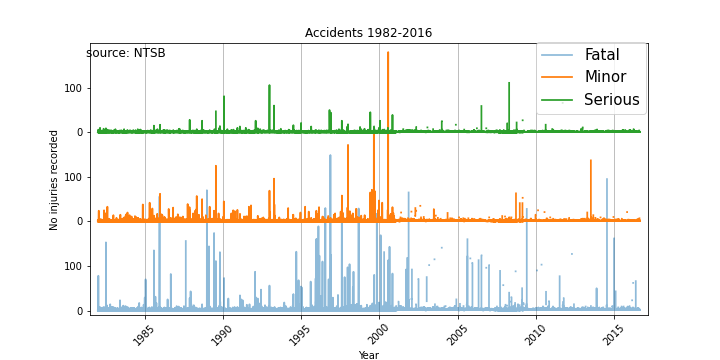 Accidents 1982-2016
source: NTSB
Fatal
Minor
Serious
No injuries recorded
100
0
100
0
100
0
1985
1990
1995
2000
2005
2010
2015
Year